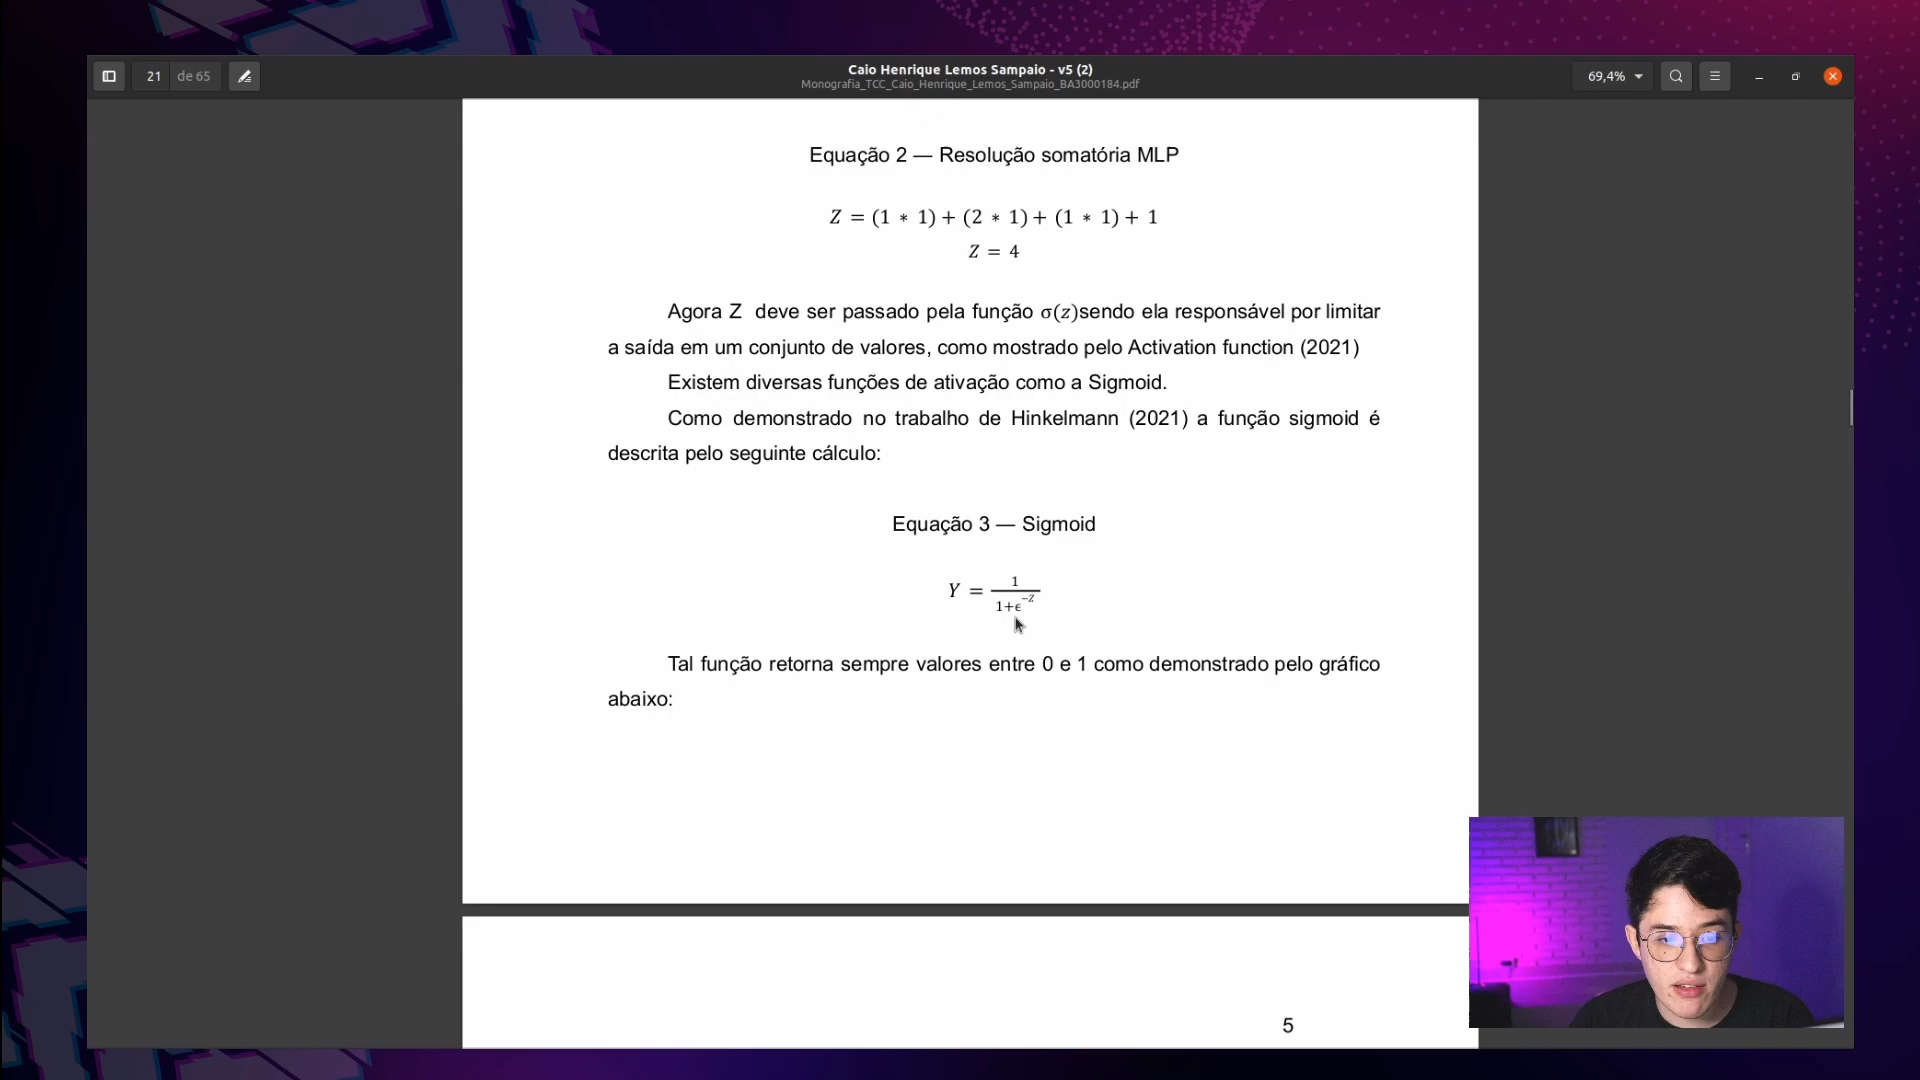 21 de 65
Caio Henrique Lemos Sampaio - v5 (2)
Monografia_TCC_Caio_Henrique_Lemos_Sampaio_BA3000184.pdf
69,4%
Equação 2 — Resolução somatória MLP
Z = (1 * 1) + (2 * 1) + (1 * 1) + 1
Z = 4
Agora Z deve ser passado pela função σ(z)sendo ela responsável por limitar
a saída em um conjunto de valores, como mostrado pelo Activation function (2021)
Existem diversas funções de ativação como a Sigmoid.
Como demonstrado no trabalho de Hinkelmann (2021) a função sigmoid é
descrita pelo seguinte cálculo:
Equação 3 — Sigmoid
Y = 1
1+ϵ^-Z
Tal função retorna sempre valores entre 0 e 1 como demonstrado pelo gráfico
abaixo:
5